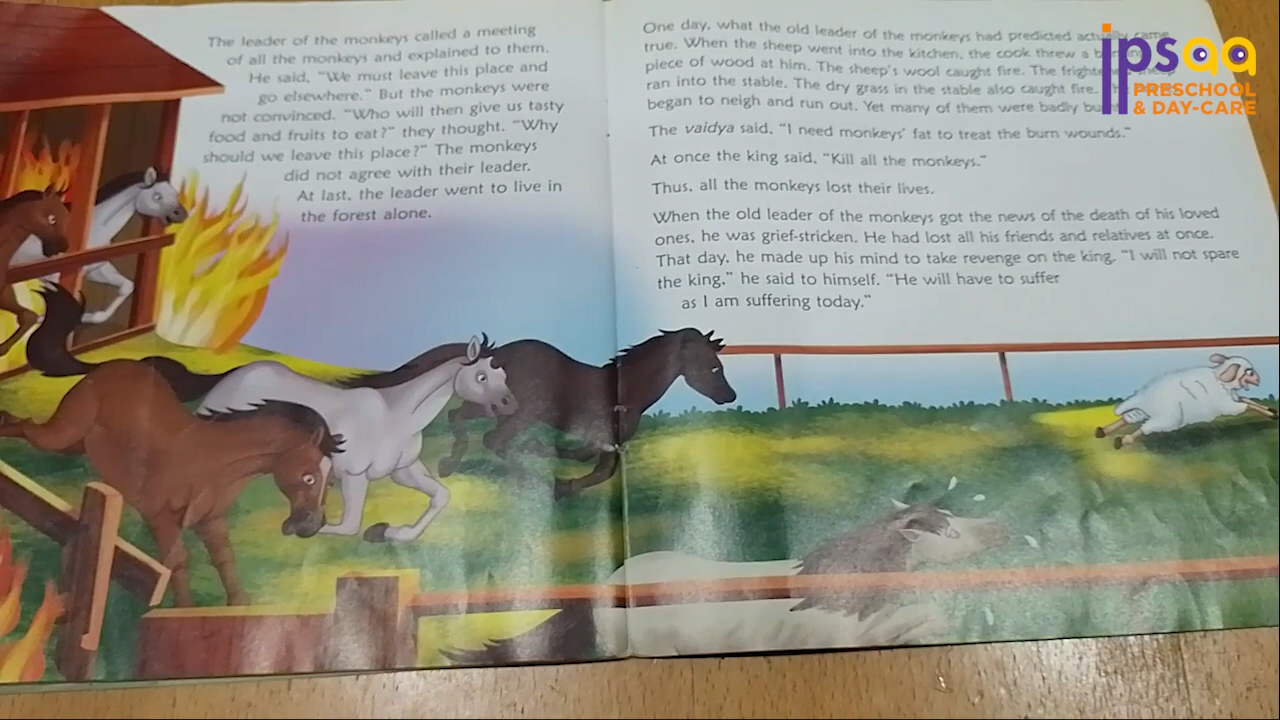 The leader of the monkeys called a meeting
of all the monkeys and explained to them.
He said, "We must leave this place and
go elsewhere." But the monkeys were
not convinced. "Who will then give us tasty
food and fruits to eat?" they thought. "Why
should we leave this place?" The monkeys
did not agree with their leader.
At last, the leader went to live in
the forest alone.
One day, what the old leader of the monkeys had predicted actually came
true. When the sheep went into the kitchen, the cook threw a
piece of wood at him. The sheep's wool caught fire. The frightened sheep
ran into the stable. The dry grass in the stable also caught fire.
began to neigh and run out. Yet many of them were badly
The vaidya said, "I need monkeys' fat to treat the burn wounds."
At once the king said, "Kill all the monkeys."
Thus, all the monkeys lost their lives.
When the old leader of the monkeys got the news of the death of his loved
ones, he was grief-stricken. He had lost all his friends and relatives at once.
That day, he made up his mind to take revenge on the king. "I will not spare
the king," he said to himself. "He will have to suffer
as I am suffering today."
ipsaa
PRESCHOOL
& DAY-CARE